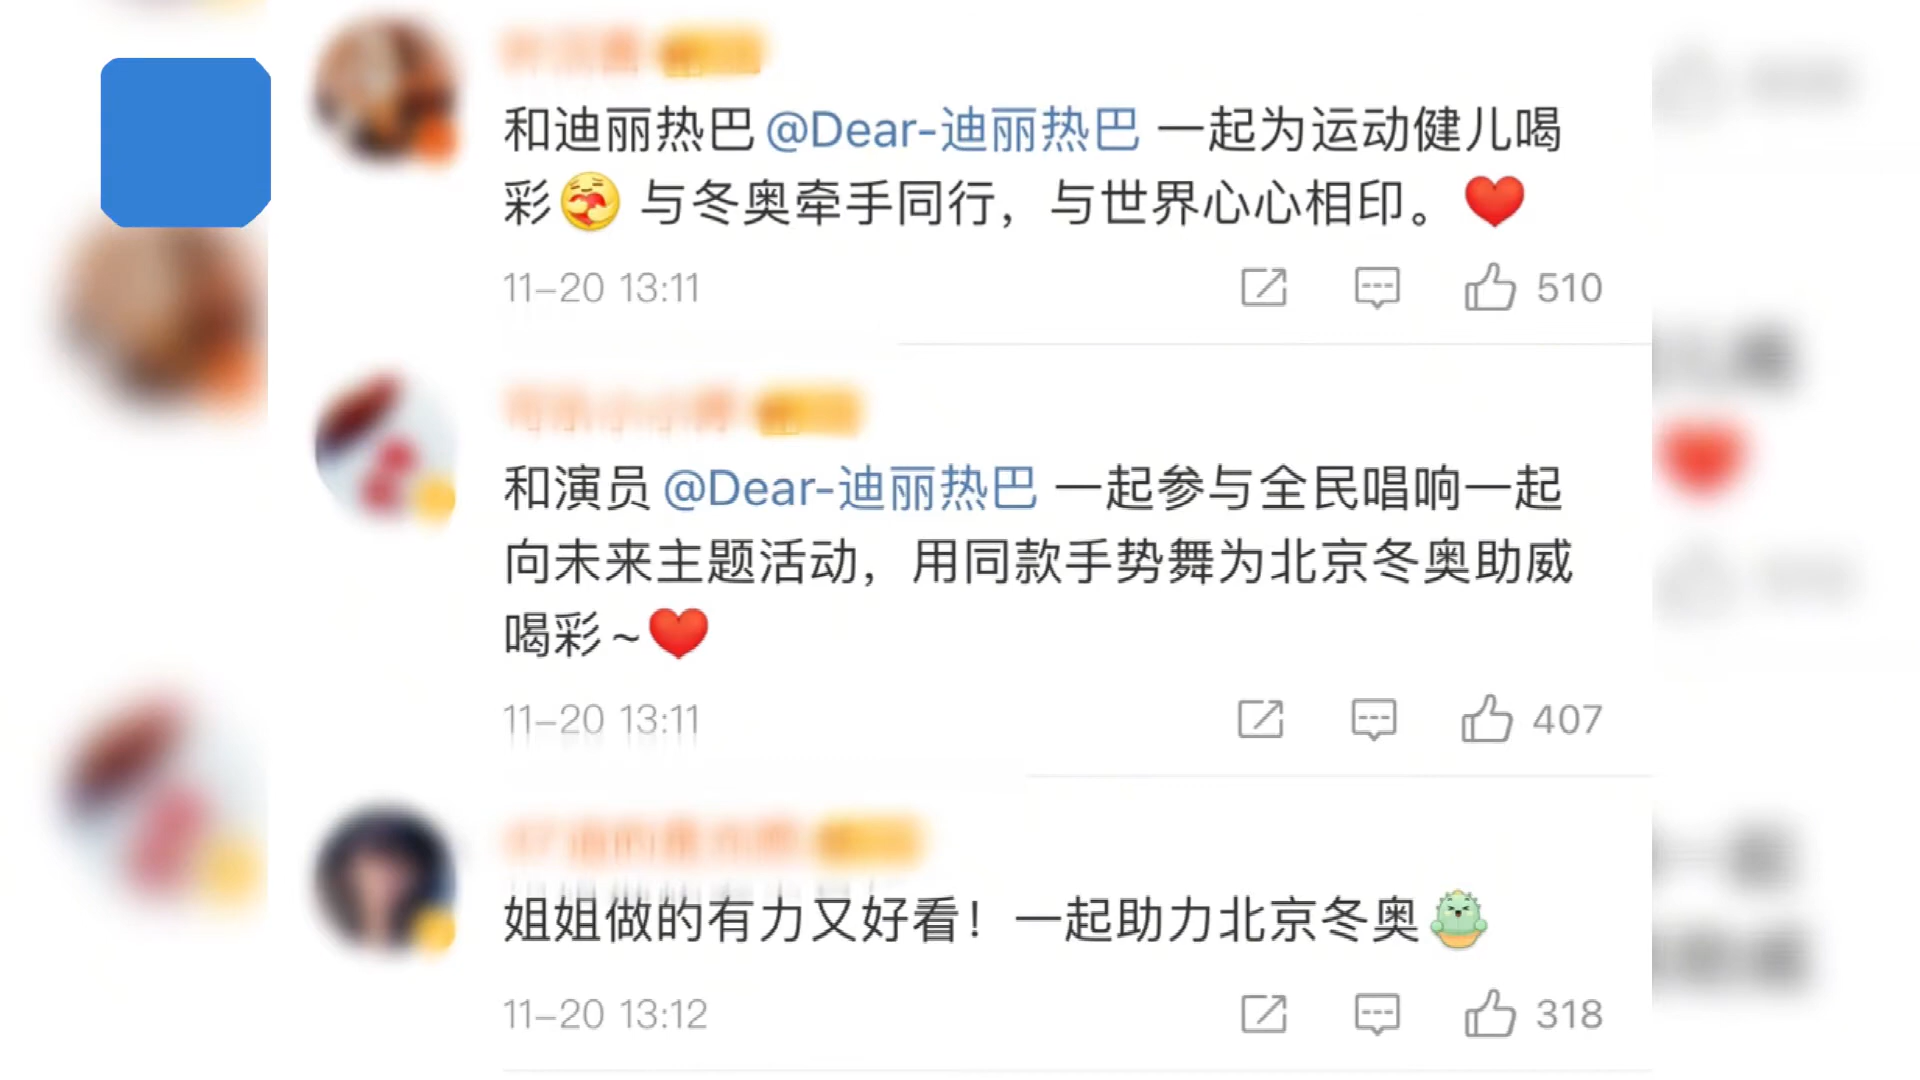 和迪丽热巴@Dear-迪丽热巴 一起为运动健儿喝
彩 与冬奥牵手同行，与世界心心相印。
11-20 13:11 510
和演员@Dear-迪丽热巴 一起参与全民唱响一起
向未来主题活动，用同款手势舞为北京冬奥助威
喝彩~
11-20 13:11 407
姐姐做的有力又好看！一起助力北京冬奥
11-20 13:12 318